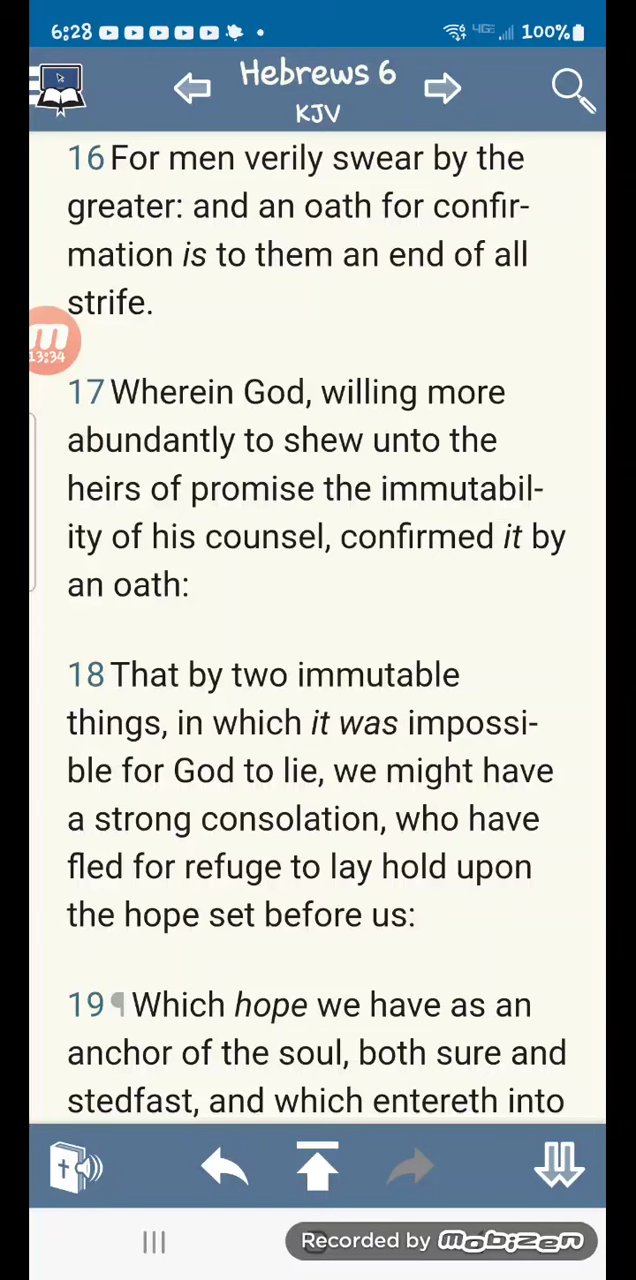 6:28 4GE 100%
Hebrews 6
KJV
16 For men verily swear by the
greater: and an oath for confir-
mation is to them an end of all
strife.
m
13:34
17 Wherein God, willing more
abundantly to shew unto the
heirs of promise the immutabil-
ity of his counsel, confirmed it by
an oath:
18 That by two immutable
things, in which it was impossi-
ble for God to lie, we might have
a strong consolation, who have
fled for refuge to lay hold upon
the hope set before us:
19 ¶ Which hope we have as an
anchor of the soul, both sure and
stedfast, and which entereth into
Recorded by mobizen